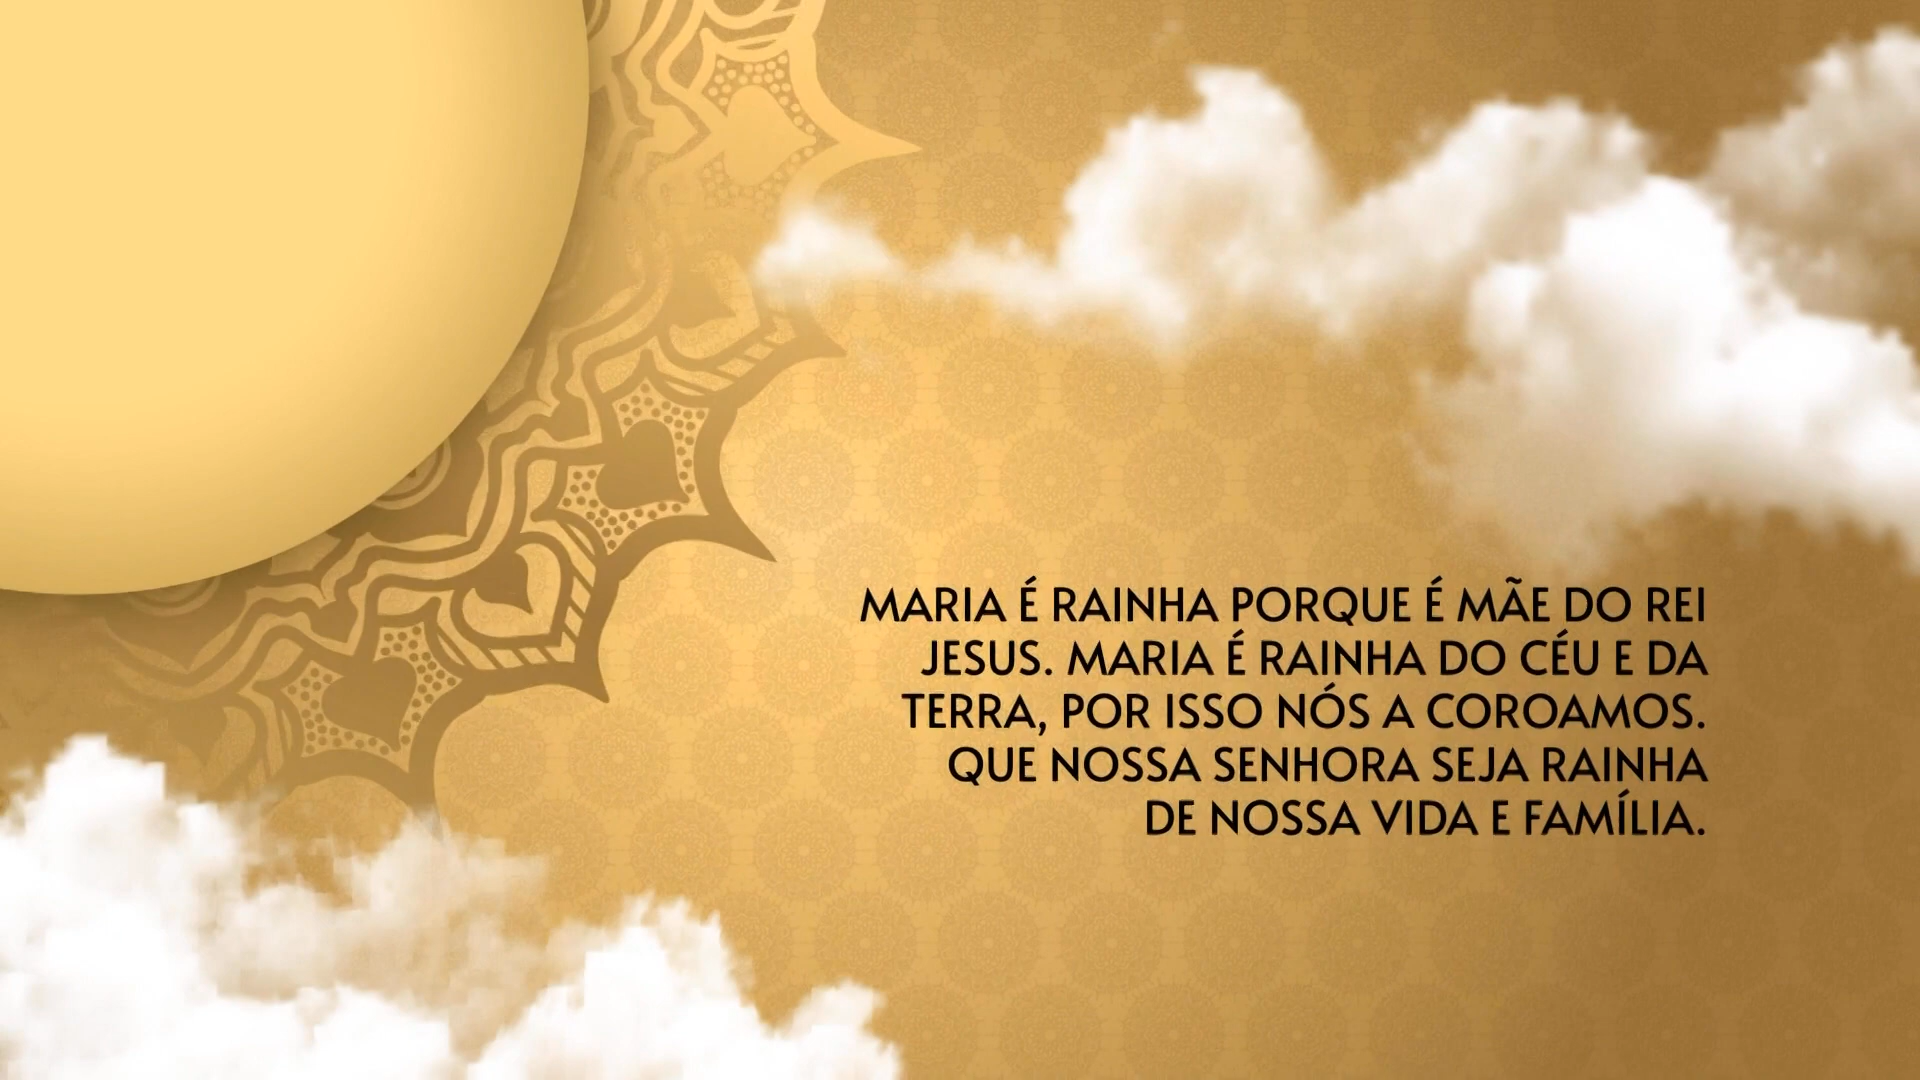 MARIA É RAINHA PORQUE É MÃE DO REI
JESUS. MARIA É RAINHA DO CÉU E DA
TERRA, POR ISSO NÓS A COROAMOS.
QUE NOSSA SENHORA SEJA RAINHA
DE NOSSA VIDA E FAMÍLIA.